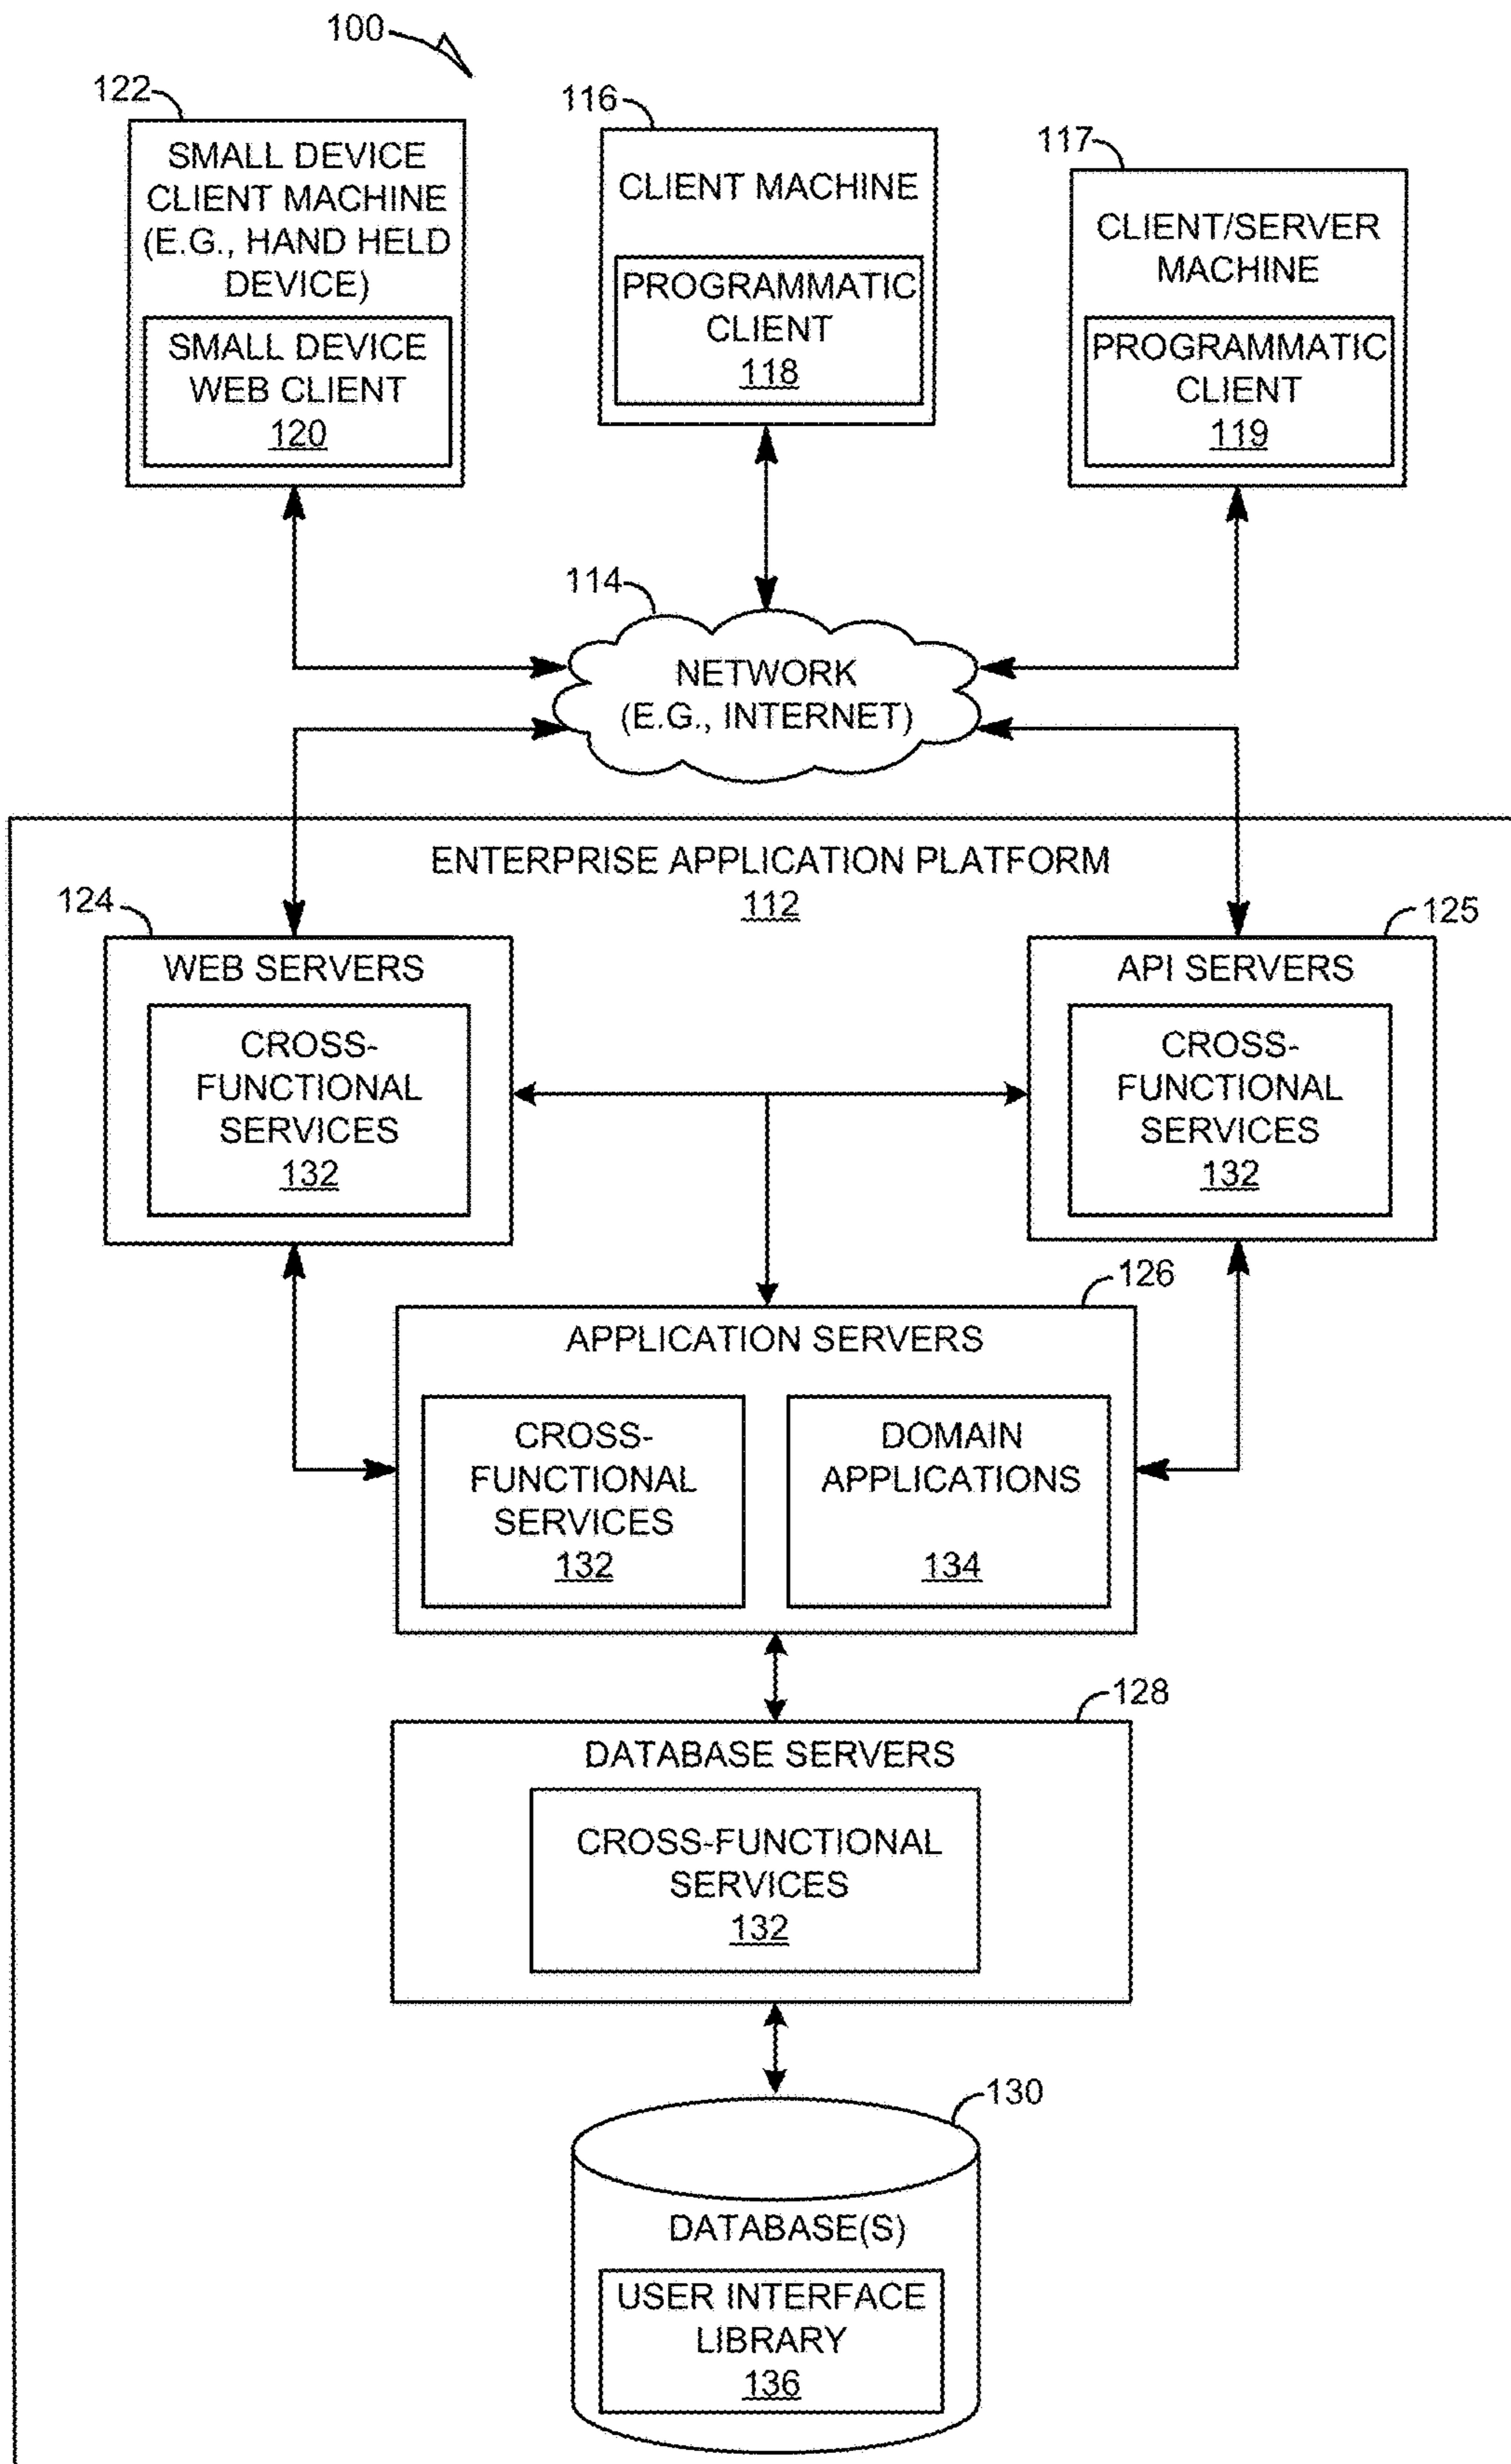 100
122
SMALL DEVICE
CLIENT MACHINE
(E.G., HAND HELD
DEVICE)
SMALL DEVICE
WEB CLIENT
120
116
CLIENT MACHINE
PROGRAMMATIC
CLIENT
118
117
CLIENT/SERVER
MACHINE
PROGRAMMATIC
CLIENT
119
114
NETWORK
(E.G., INTERNET)
ENTERPRISE APPLICATION PLATFORM
112
124
WEB SERVERS
CROSS-
FUNCTIONAL
SERVICES
132
125
API SERVERS
CROSS-
FUNCTIONAL
SERVICES
132
126
APPLICATION SERVERS
CROSS-
FUNCTIONAL
SERVICES
132
DOMAIN
APPLICATIONS
134
128
DATABASE SERVERS
CROSS-FUNCTIONAL
SERVICES
132
130
DATABASE(S)
USER INTERFACE
LIBRARY
136